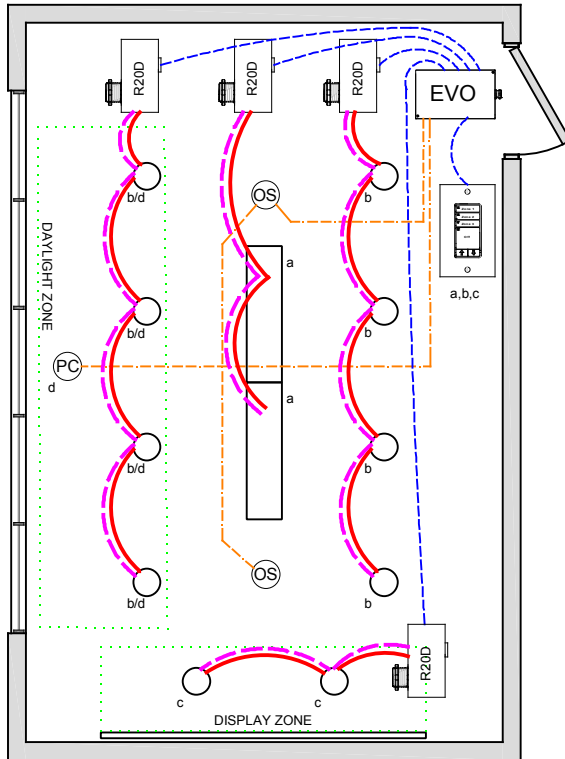 R20D
R20D
R20D
EVO
b/d
OS
b
a,b,c
a
DAYLIGHT ZONE
b/d
b
PC
d
a
b/d
b
OS
b/d
b
R20D
c
c
DISPLAY ZONE